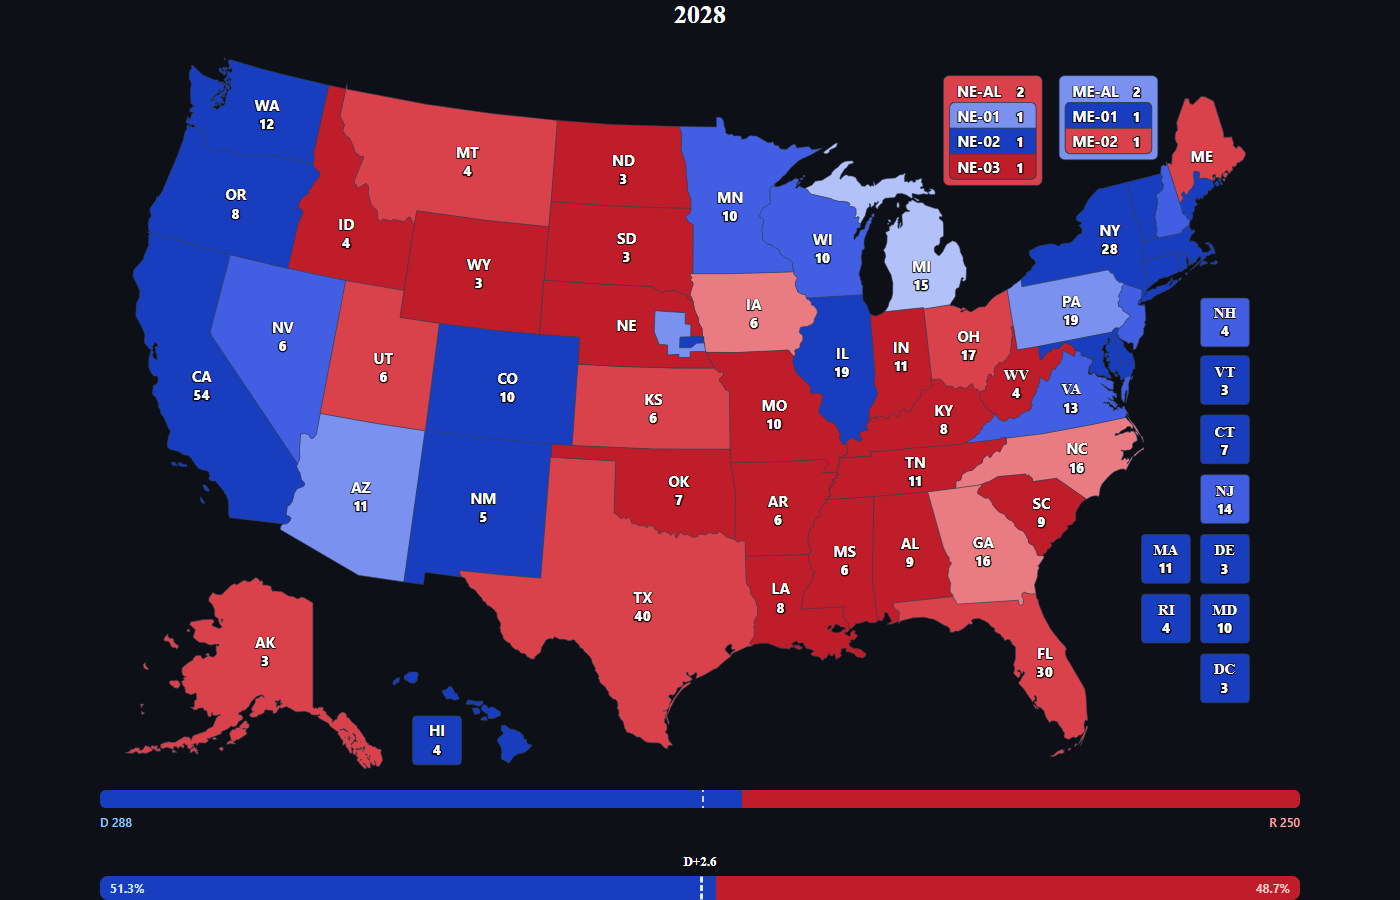 2028
NE-AL 2
NE-01 1
NE-02 1
NE-03 1
ME-AL 2
ME-01 1
ME-02 1
WA
12
OR
8
CA
54
NV
6
ID
4
MT
4
WY
3
UT
6
AZ
11
CO
10
NM
5
ND
3
SD
3
NE
KS
6
OK
7
TX
40
MN
10
IA
6
MO
10
AR
6
LA
8
WI
10
IL
19
MI
15
IN
11
OH
17
KY
8
TN
11
MS
6
AL
9
GA
16
FL
30
SC
9
NC
16
VA
13
WV
4
PA
19
NY
28
ME
AK
3
HI
4
NH
4
VT
3
CT
7
NJ
14
MA
11
DE
3
RI
4
MD
10
DC
3
D 288
R 250
D+2.6
51.3%
48.7%